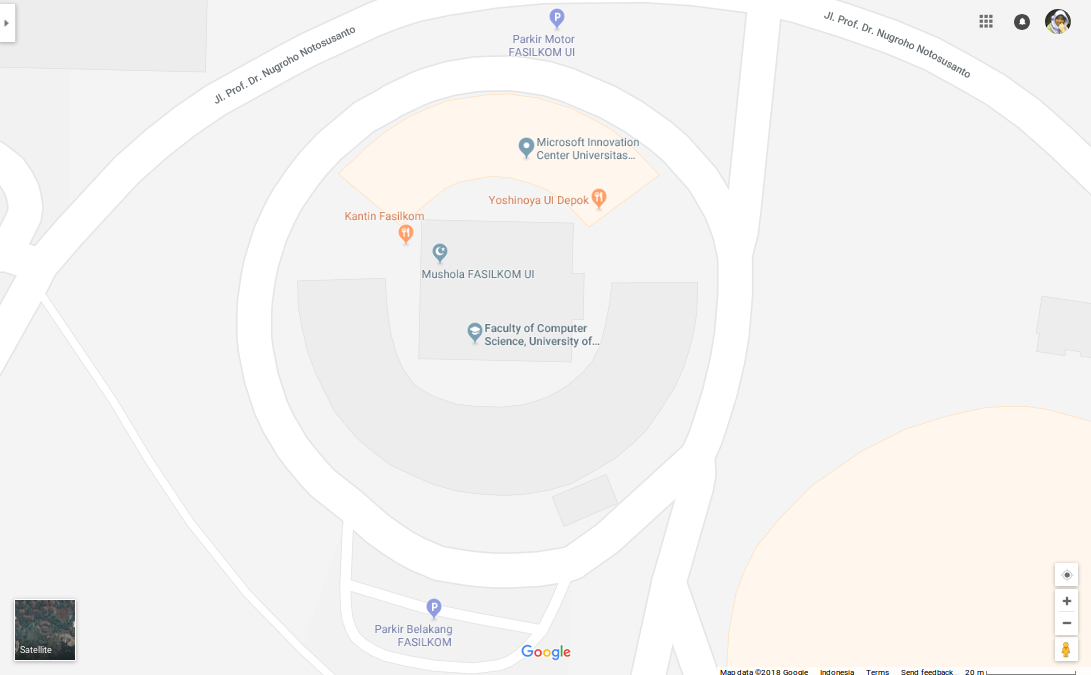 P
Parkir Motor
FASILKOM UI
Jl. Prof. Dr. Nugroho Notosusanto
Jl. Prof. Dr. Nugroho Notosusanto
Microsoft Innovation
Center Universitas...
Yoshinoya UI Depok
Kantin Fasilkom
Mushola FASILKOM UI
Faculty of Computer
Science, University of...
P
Parkir Belakang
FASILKOM
Satellite
Google
Map data ©2018 Google Indonesia Terms Send feedback 20 m